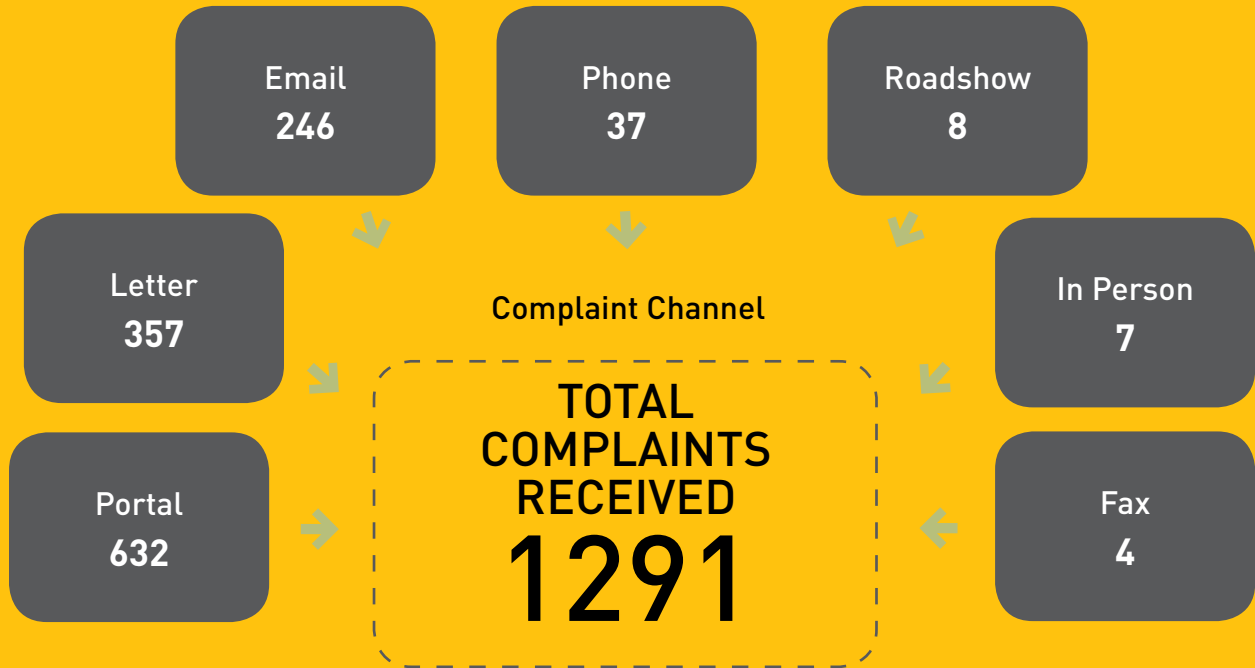 Email
246
Phone
37
Roadshow
8
Letter
357
Complaint Channel
In Person
7
Portal
632
TOTAL
COMPLAINTS
RECEIVED
1291
Fax
4